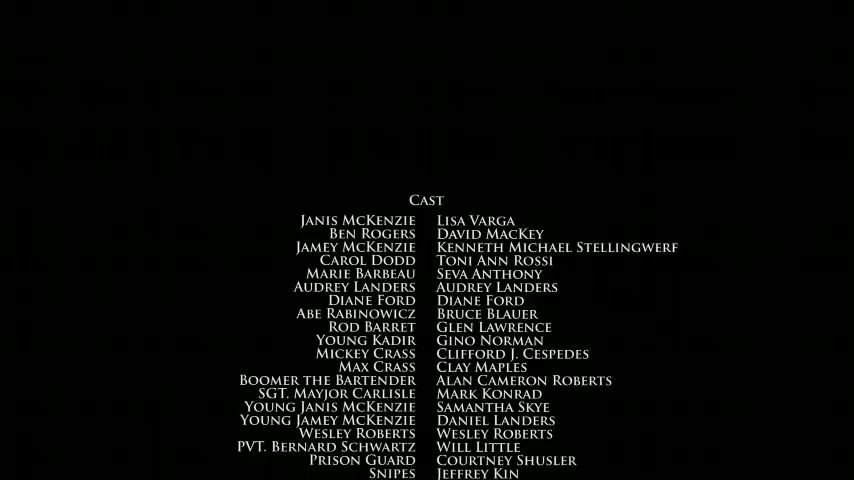 Cast
Janis McKenzie Lisa Varga
Ben Rogers David MacKey
Jamey McKenzie Kenneth Michael Stellingwerf
Carol Dodd Toni Ann Rossi
Marie Barbeau Seva Anthony
Audrey Landers Audrey Landers
Diane Ford Diane Ford
Abe Rabinowicz Bruce Blauer
Rod Barret Glen Lawrence
Young Kadir Gino Norman
Mickey Crass Clifford J. Cespedes
Max Crass Clay Maples
Boomer the Bartender Alan Cameron Roberts
SGT. Mayjor Carlisle Mark Konrad
Young Janis McKenzie Samantha Skye
Young Jamey McKenzie Daniel Landers
Wesley Roberts Wesley Roberts
PVT. Bernard Schwartz Will Little
Prison Guard Courtney Shusler
Snipes Jeffrey Kin